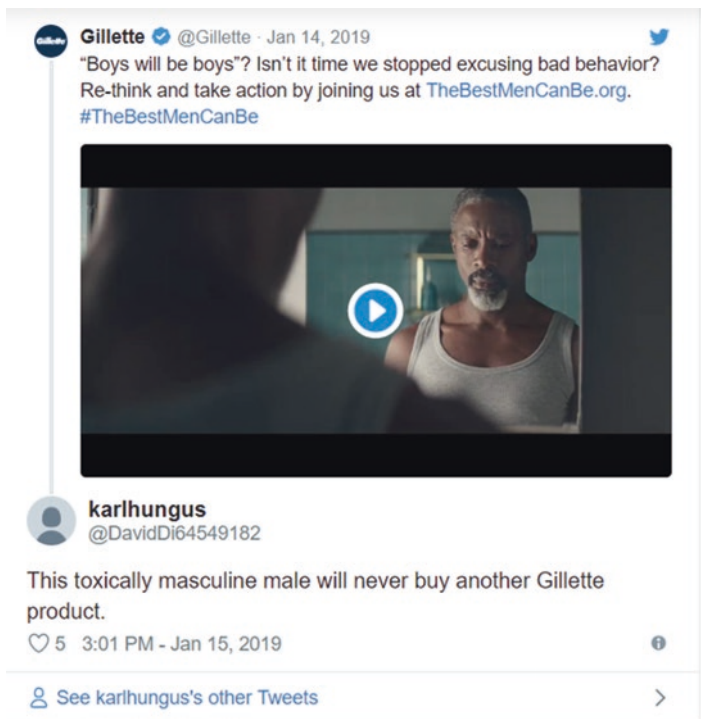 Gillette @Gillette · Jan 14, 2019
“Boys will be boys”? Isn’t it time we stopped excusing bad behavior?
Re-think and take action by joining us at TheBestMenCanBe.org.
#TheBestMenCanBe
karlhungus
@DavidDi64549182
This toxically masculine male will never buy another Gillette
product.
5 3:01 PM - Jan 15, 2019
See karlhungus's other Tweets